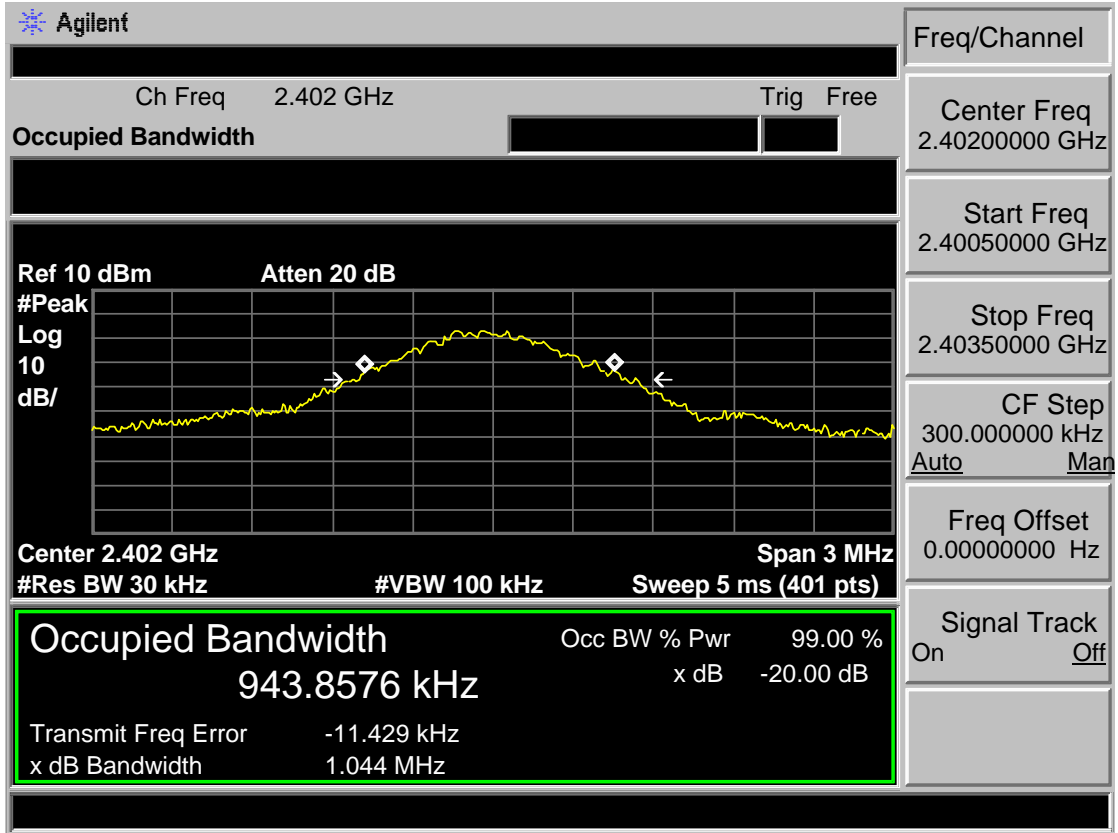 Agilent
Freq/Channel
Ch Freq 2.402 GHz Trig Free
Occupied Bandwidth
Center Freq
2.40200000 GHz
Start Freq
2.40050000 GHz
Stop Freq
2.40350000 GHz
CF Step
300.000000 kHz
Auto Man
Freq Offset
0.00000000 Hz
Signal Track
On Off
Ref 10 dBm Atten 20 dB
#Peak
Log
10
dB/
Center 2.402 GHz Span 3 MHz
#Res BW 30 kHz #VBW 100 kHz Sweep 5 ms (401 pts)
Occupied Bandwidth Occ BW % Pwr 99.00 %
943.8576 kHz x dB -20.00 dB
Transmit Freq Error -11.429 kHz
x dB Bandwidth 1.044 MHz